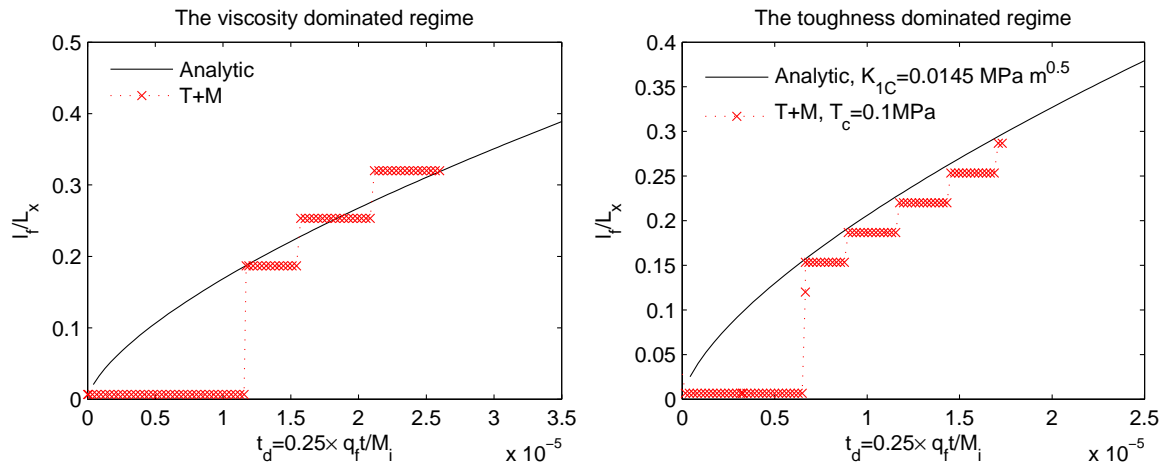 The viscosity dominated regime
0.5
0.4
0.3
0.2
0.1
0
l_f/L_x
Analytic
T+M
0 0.5 1 1.5 2 2.5 3 3.5
t_d=0.25× q_f t/M_i
x 10^-5
The toughness dominated regime
0.4
0.35
0.3
0.25
0.2
0.15
0.1
0.05
0
l_f/L_x
Analytic, K_1C=0.0145 MPa m^0.5
T+M, T_c=0.1MPa
0 0.5 1 1.5 2 2.5
t_d=0.25× q_f t/M_i
x 10^-5